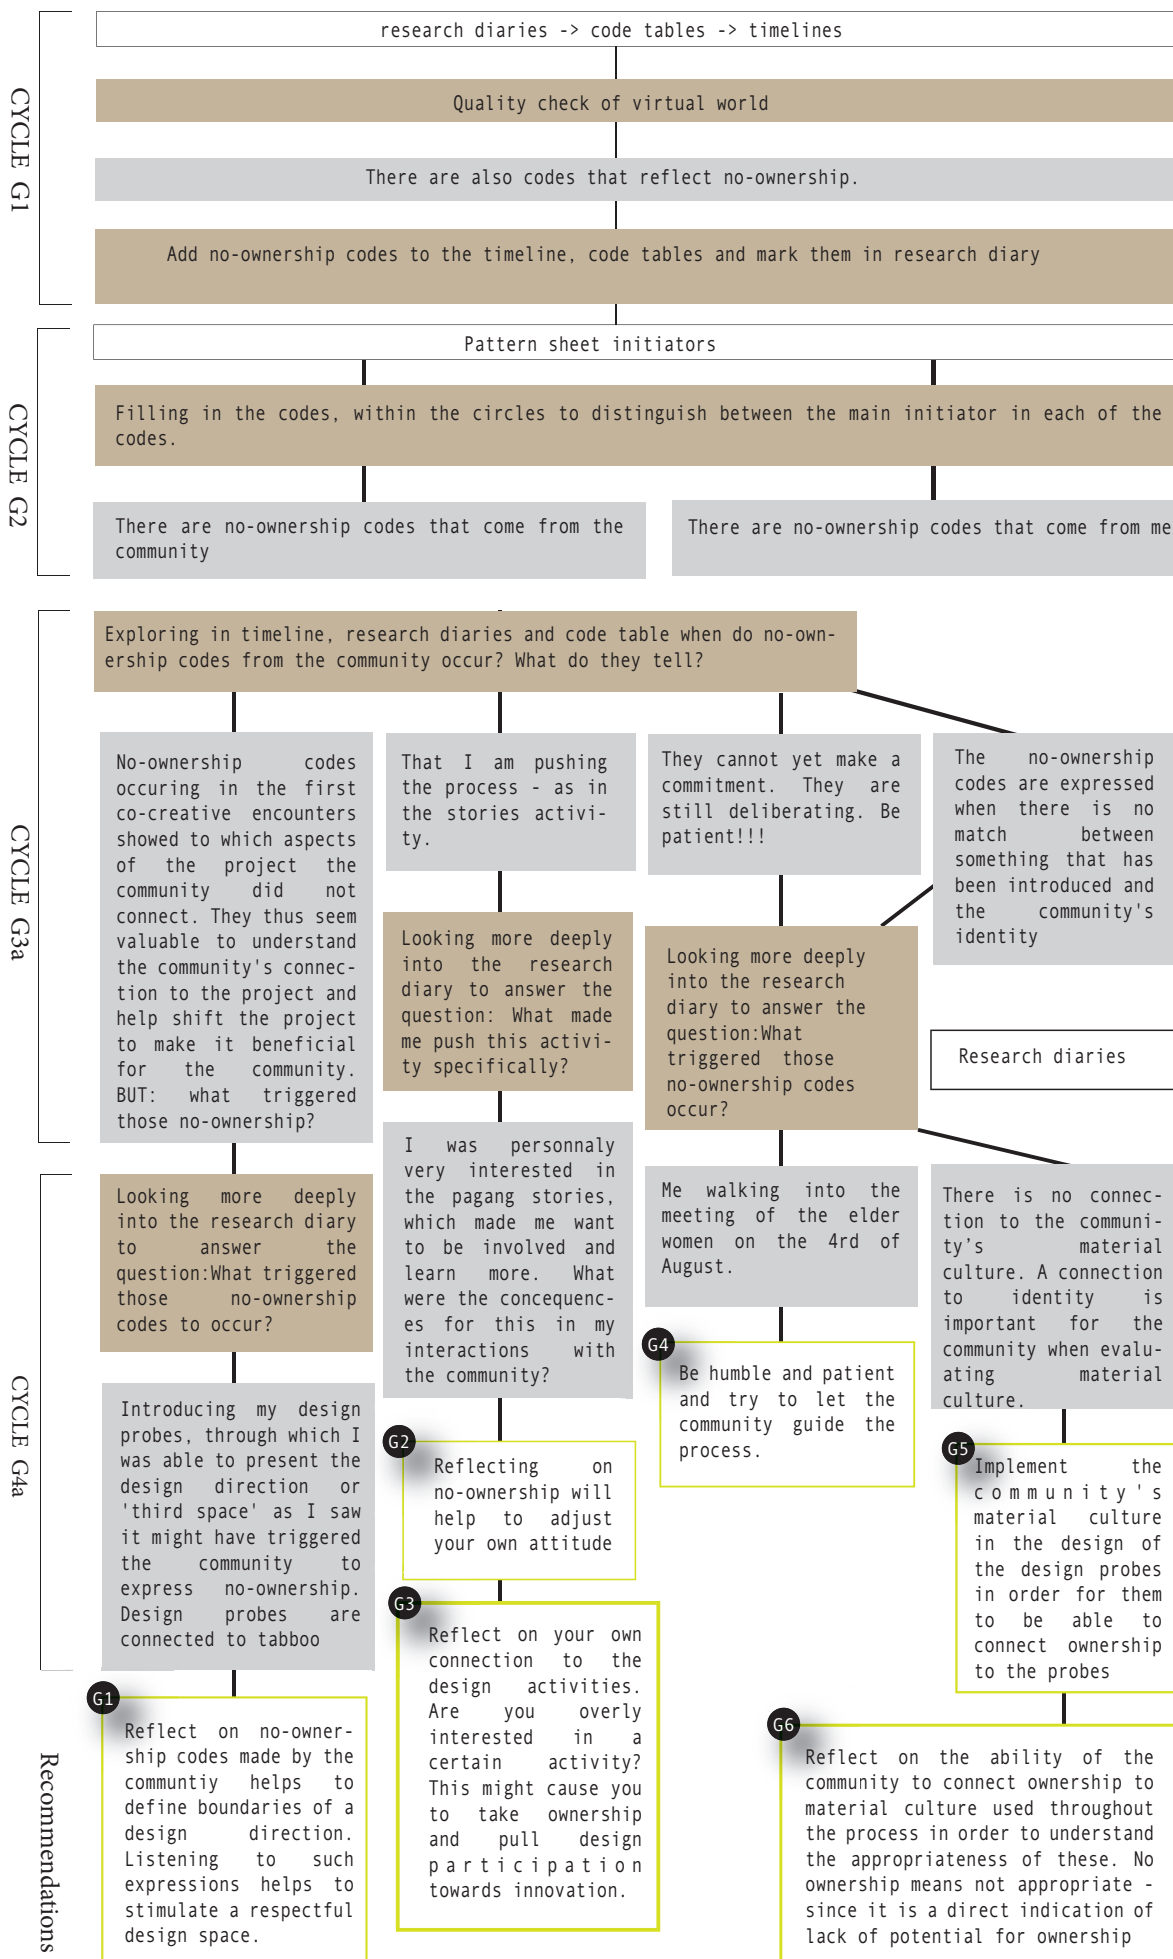 research diaries -> code tables -> timelines
CYCLE G1
Quality check of virtual world
There are also codes that reflect no-ownership.
Add no-ownership codes to the timeline, code tables and mark them in research diary
CYCLE G2
Pattern sheet initiators
Filling in the codes, within the circles to distinguish between the main initiator in each of the
codes.
There are no-ownership codes that come from the
community
There are no-ownership codes that come from me
CYCLE G3a
Exploring in timeline, research diaries and code table when do no-own-
ership codes from the community occur? What do they tell?
No-ownership codes
occuring in the first
co-creative encounters
showed to which aspects
of the project the
community did not
connect. They thus seem
valuable to understand
the community's connec-
tion to the project and
help shift the project
to make it beneficial
for the community.
BUT: what triggered
those no-ownership?
That I am pushing
the process - as in
the stories activi-
ty.
They cannot yet make a
commitment. They are
still deliberating. Be
patient!!!
The no-ownership
codes are expressed
when there is no
match between
something that has
been introduced and
the community's
identity
Looking more deeply
into the research
diary to answer the
question: What made
me push this activi-
ty specifically?
Looking more deeply
into the research
diary to answer the
question:What
triggered those
no-ownership codes
occur?
Research diaries
CYCLE G4a
Looking more deeply
into the research diary
to answer the
question:What triggered
those no-ownership
codes to occur?
I was personnaly
very interested in
the pagang stories,
which made me want
to be involved and
learn more. What
were the concequenc-
es for this in my
interactions with
the community?
Me walking into the
meeting of the elder
women on the 4rd of
August.
There is no connec-
tion to the communi-
ty's material
culture. A connection
to identity is
important for the
community when evalu-
ating material
culture.
Introducing my design
probes, through which I
was able to present the
design direction or
'third space' as I saw
it might have triggered
the community to
express no-ownership.
Design probes are
connected to tabboo
G4
Be humble and patient
and try to let the
community guide the
process.
G2
Reflecting on
no-ownership will
help to adjust
your own attitude
G5
Implement the
community's
material culture
in the design of
the design probes
in order for them
to be able to
connect ownership
to the probes
G3
Reflect on your own
connection to the
design activities.
Are you overly
interested in a
certain activity?
This might cause you
to take ownership
and pull design
participation
towards innovation.
Recommendations
G1
Reflect on no-owner-
ship codes made by the
communtiy helps to
define boundaries of a
design direction.
Listening to such
expressions helps to
stimulate a respectful
design space.
G6
Reflect on the ability of the
community to connect ownership to
material culture used throughout
the process in order to understand
the appropriateness of these. No
ownership means not appropriate -
since it is a direct indication of
lack of potential for ownership